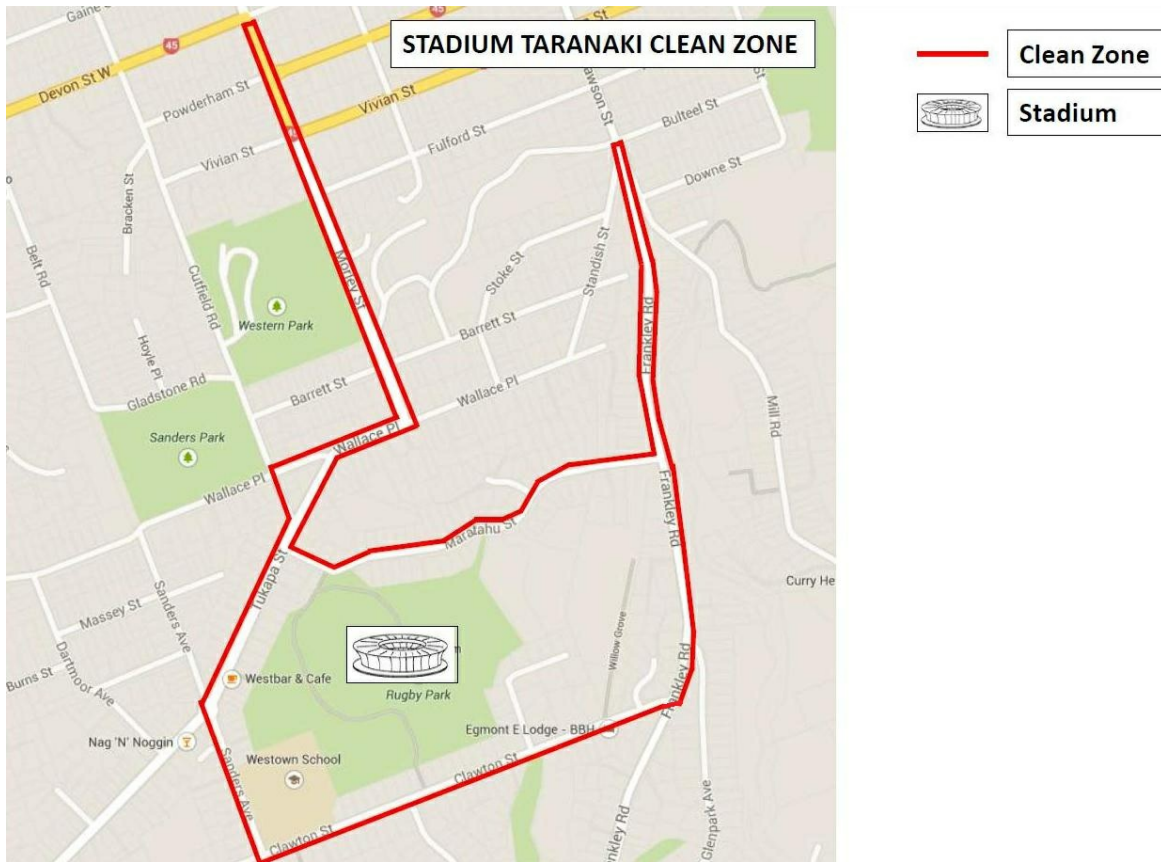 STADIUM TARANAKI CLEAN ZONE
Clean Zone
Stadium
45
Devon St W
Powderham St
Vivian St
Vivian St
Fulford St
Bulteel St
Downe St
Bracken St
Belt Rd
Cutfield Rd
Morley St
Stoke St
Standish St
Western Park
Hoyle Pl
Barrett St
Frankley Rd
Gladstone Rd
Barrett St
Wallace Pl
Mill Rd
Sanders Park
Wallace Pl
Wallace Pl
Frankley Rd
Maratahu St
Tukapa St
Curry He
Massey St
Sanders Ave
Dartmoor Ave
Willow Grove
Burns St
Westbar & Cafe
Rugby Park
Frankley Rd
Egmont E Lodge - BBH
Nag 'N' Noggin
Westown School
Clawton St
Sanders Ave
Clawton St
Frankley Rd
Glenpark Ave